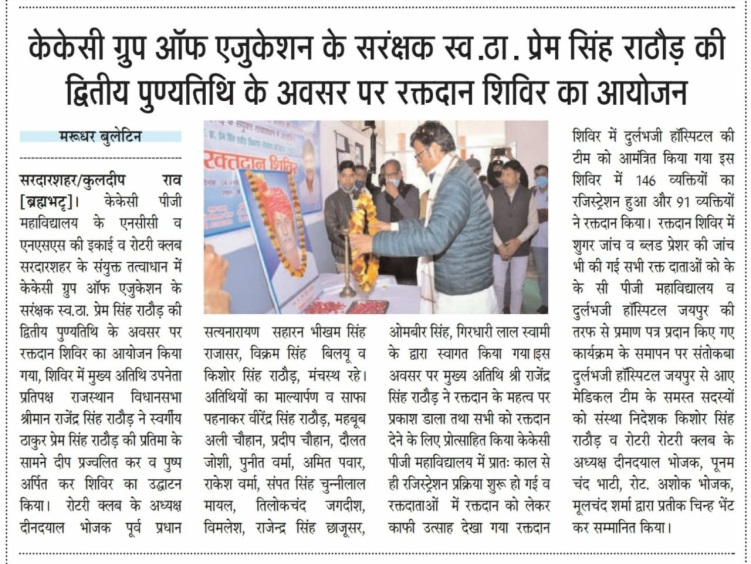 केकेसी ग्रुप ऑफ एजुकेशन के सरंक्षक स्व.ठा. प्रेम सिंह राठौड़ की
द्वितीय पुण्यतिथि के अवसर पर रक्तदान शिविर का आयोजन
मरूधर बुलेटिन
सरदारशहर/कुलदीप राव
[ब्रह्मभट्ट]। केकेसी पीजी
महाविद्यालय के एनसीसी व
एनएसएस की इकाई व रोटरी क्लब
सरदारशहर के संयुक्त तत्वाधान में
केकेसी ग्रुप ऑफ एजुकेशन के
सरंक्षक स्व.ठा. प्रेम सिंह राठौड़ की
द्वितीय पुण्यतिथि के अवसर पर
रक्तदान शिविर का आयोजन किया
गया, शिविर में मुख्य अतिथि उपनेता
प्रतिपक्ष राजस्थान विधानसभा
श्रीमान राजेंद्र सिंह राठौड़ ने स्वर्गीय
ठाकुर प्रेम सिंह राठौड़ की प्रतिमा के
सामने दीप प्रज्वलित कर व पुष्प
अर्पित कर शिविर का उद्घाटन
किया। रोटरी क्लब के अध्यक्ष
दीनदयाल भोजक पूर्व प्रधान
रक्तदान शिविर
सत्यनारायण सहारन भीखम सिंह
राजासर, विक्रम सिंह बिलयू व
किशोर सिंह राठौड़, मंचस्थ रहे।
अतिथियों का माल्यार्पण व साफा
पहनाकर वीरेंद्र सिंह राठौड़, महबूब
अली चौहान, प्रदीप चौहान, दौलत
जोशी, पुनीत वर्मा, अमित पवार,
राकेश वर्मा, संपत सिंह चुन्नीलाल
मायल, तिलोकचंद जगदीश,
विमलेश, राजेन्द्र सिंह छाजूसर,
ओमबीर सिंह, गिरधारी लाल स्वामी
के द्वारा स्वागत किया गया।इस
अवसर पर मुख्य अतिथि श्री राजेंद्र
सिंह राठौड़ ने रक्तदान के महत्व पर
प्रकाश डाला तथा सभी को रक्तदान
देने के लिए प्रोत्साहित किया केकेसी
पीजी महाविद्यालय में प्रातः काल से
ही रजिस्ट्रेशन प्रक्रिया शुरू हो गई व
रक्तदाताओं में रक्तदान को लेकर
काफी उत्साह देखा गया रक्तदान
शिविर में दुर्लभजी हॉस्पिटल की
टीम को आमंत्रित किया गया इस
शिविर में 146 व्यक्तियों का
रजिस्ट्रेशन हुआ और 91 व्यक्तियों
ने रक्तदान किया। रक्तदान शिविर में
शुगर जांच व ब्लड प्रेशर की जांच
भी की गई सभी रक्त दाताओं को के
के सी पीजी महाविद्यालय व
दुर्लभजी हॉस्पिटल जयपुर की
तरफ से प्रमाण पत्र प्रदान किए गए
कार्यक्रम के समापन पर संतोकबा
दुर्लभजी हॉस्पिटल जयपुर से आए
मेडिकल टीम के समस्त सदस्यों
को संस्था निदेशक किशोर सिंह
राठौड़ व रोटरी रोटरी क्लब के
अध्यक्ष दीनदयाल भोजक, पूनम
चंद भाटी, रोट. अशोक भोजक,
मूलचंद शर्मा द्वारा प्रतीक चिन्ह भेंट
कर सम्मानित किया।